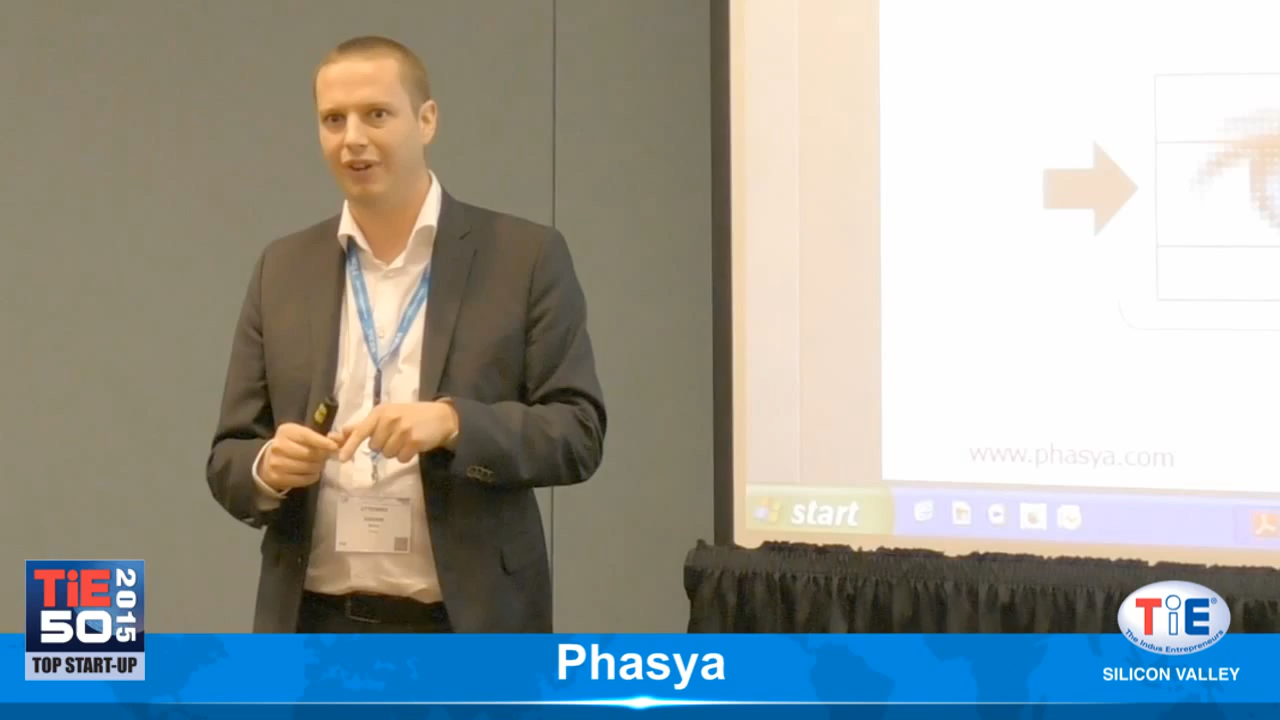 www.phasya.com
start
TiE
50
2015
TOP START-UP
Phasya
TiE®
The Indus Entrepreneurs
SILICON VALLEY